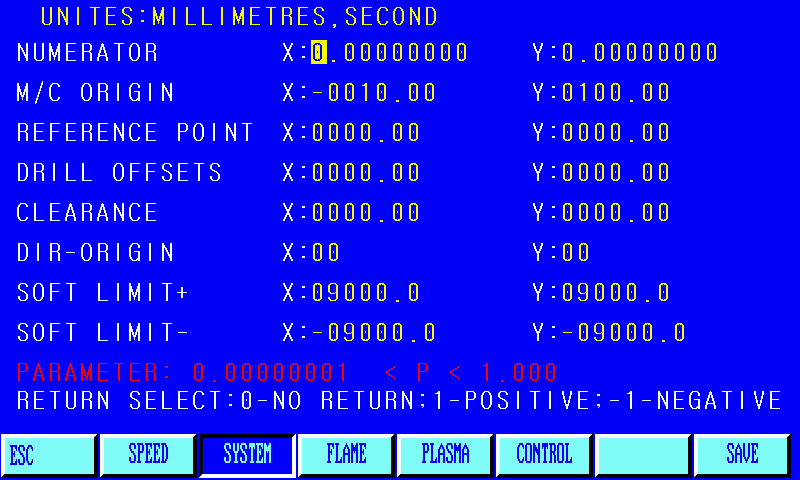 UNITES:MILLIMETRES,SECOND
NUMERATOR X:0.00000000 Y:0.00000000
M/C ORIGIN X:-0010.00 Y:0100.00
REFERENCE POINT X:0000.00 Y:0000.00
DRILL OFFSETS X:0000.00 Y:0000.00
CLEARANCE X:0000.00 Y:0000.00
DIR-ORIGIN X:00 Y:00
SOFT LIMIT+ X:09000.0 Y:09000.0
SOFT LIMIT- X:-09000.0 Y:-09000.0
PARAMETER: 0.00000001 < P < 1.000
RETURN SELECT:0-NO RETURN;1-POSITIVE;-1-NEGATIVE
ESC SPEED SYSTEM FLAME PLASMA CONTROL SAVE